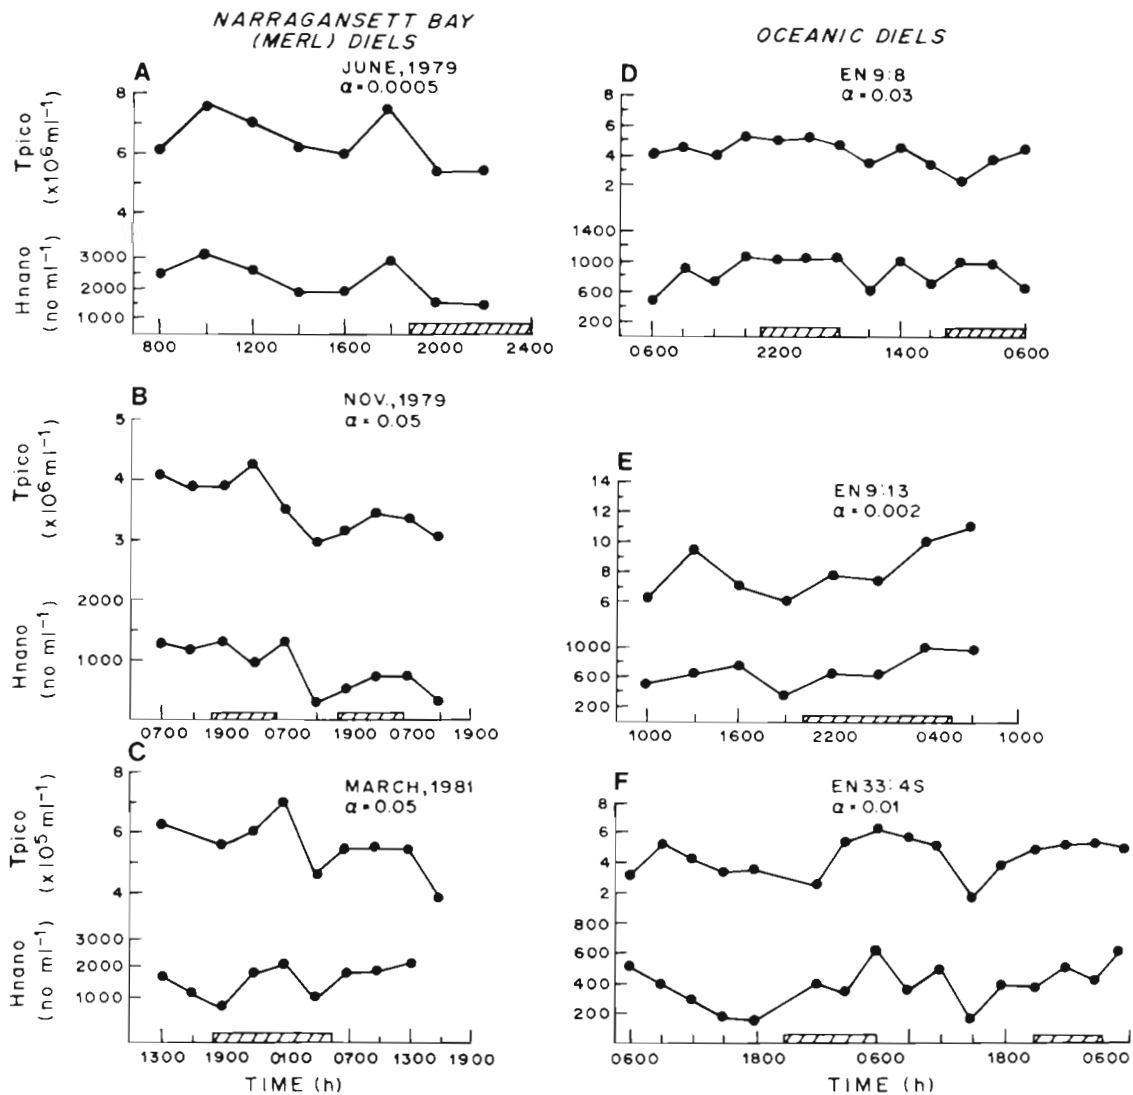 NARRAGANSETT BAY
(MERL) DIELS
OCEANIC DIELS
A
JUNE, 1979
α = 0.0005
Tpico
(x10⁶ ml⁻¹)
8
6
4
Hnano
(no ml⁻¹)
3000
2000
1000
800 1200 1600 2000 2400
B
NOV., 1979
α = 0.05
Tpico
(x10⁶ ml⁻¹)
5
4
3
Hnano
(no ml⁻¹)
2000
1000
0700 1900 0700 1900 0700 1900
C
MARCH, 1981
α = 0.05
Tpico
(x10⁵ ml⁻¹)
8
6
4
Hnano
(no ml⁻¹)
3000
2000
1000
1300 1900 0100 0700 1300 1900
TIME (h)
D
EN 9:8
α = 0.03
8
6
4
2
1400
1000
600
200
0600 2200 1400 0600
E
EN 9:13
α = 0.002
14
12
10
8
6
1000
600
200
1000 1600 2200 0400 1000
F
EN 33:4S
α = 0.01
8
6
4
2
800
600
400
200
0600 1800 0600 1800 0600
TIME (h)